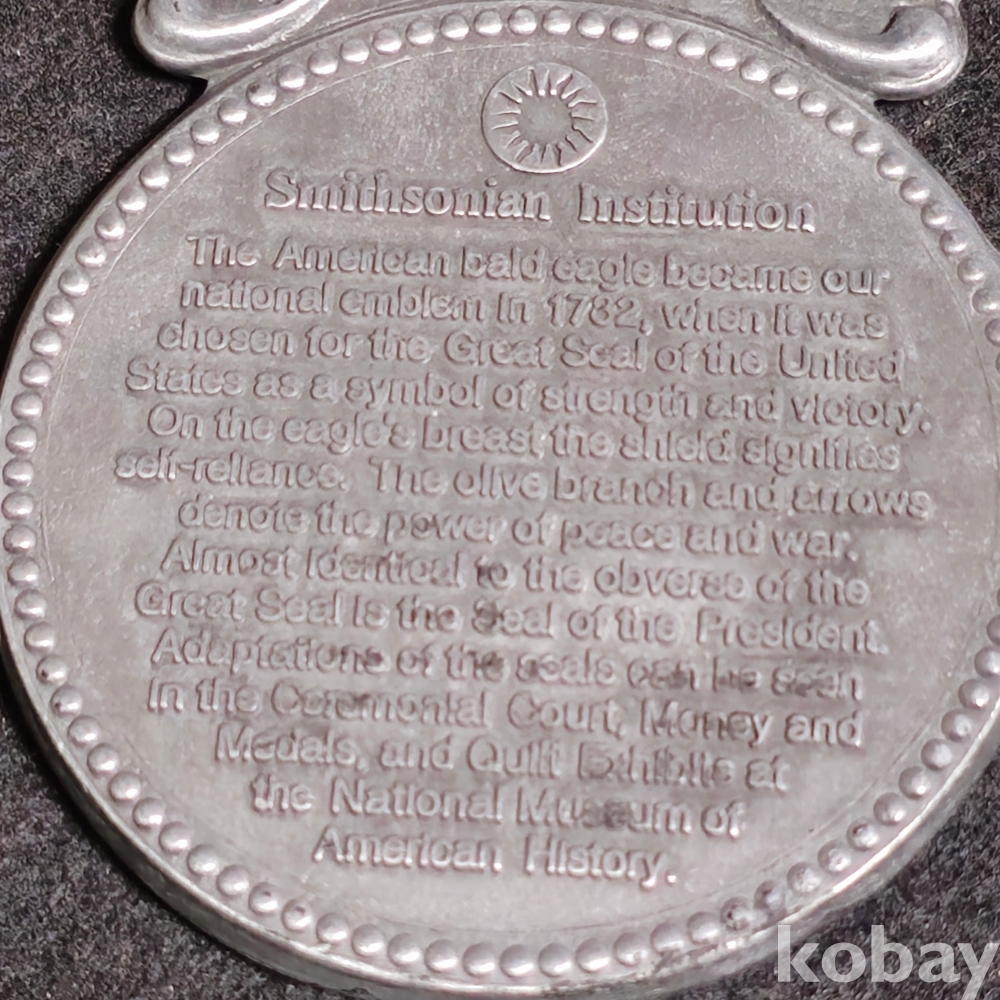 Smithsonian Institution
The American bald eagle became our
national emblem in 1782, when it was
chosen for the Great Seal of the United
States as a symbol of strength and victory.
On the eagle's breast, the shield signifies
self-reliance. The olive branch and arrows
denote the power of peace and war.
Almost identical to the obverse of the
Great Seal is the Seal of the President.
Adaptations of the seals can be seen
in the Ceremonial Court, Money and
Medals, and Quilt Exhibits at
the National Museum of
American History.
kobay